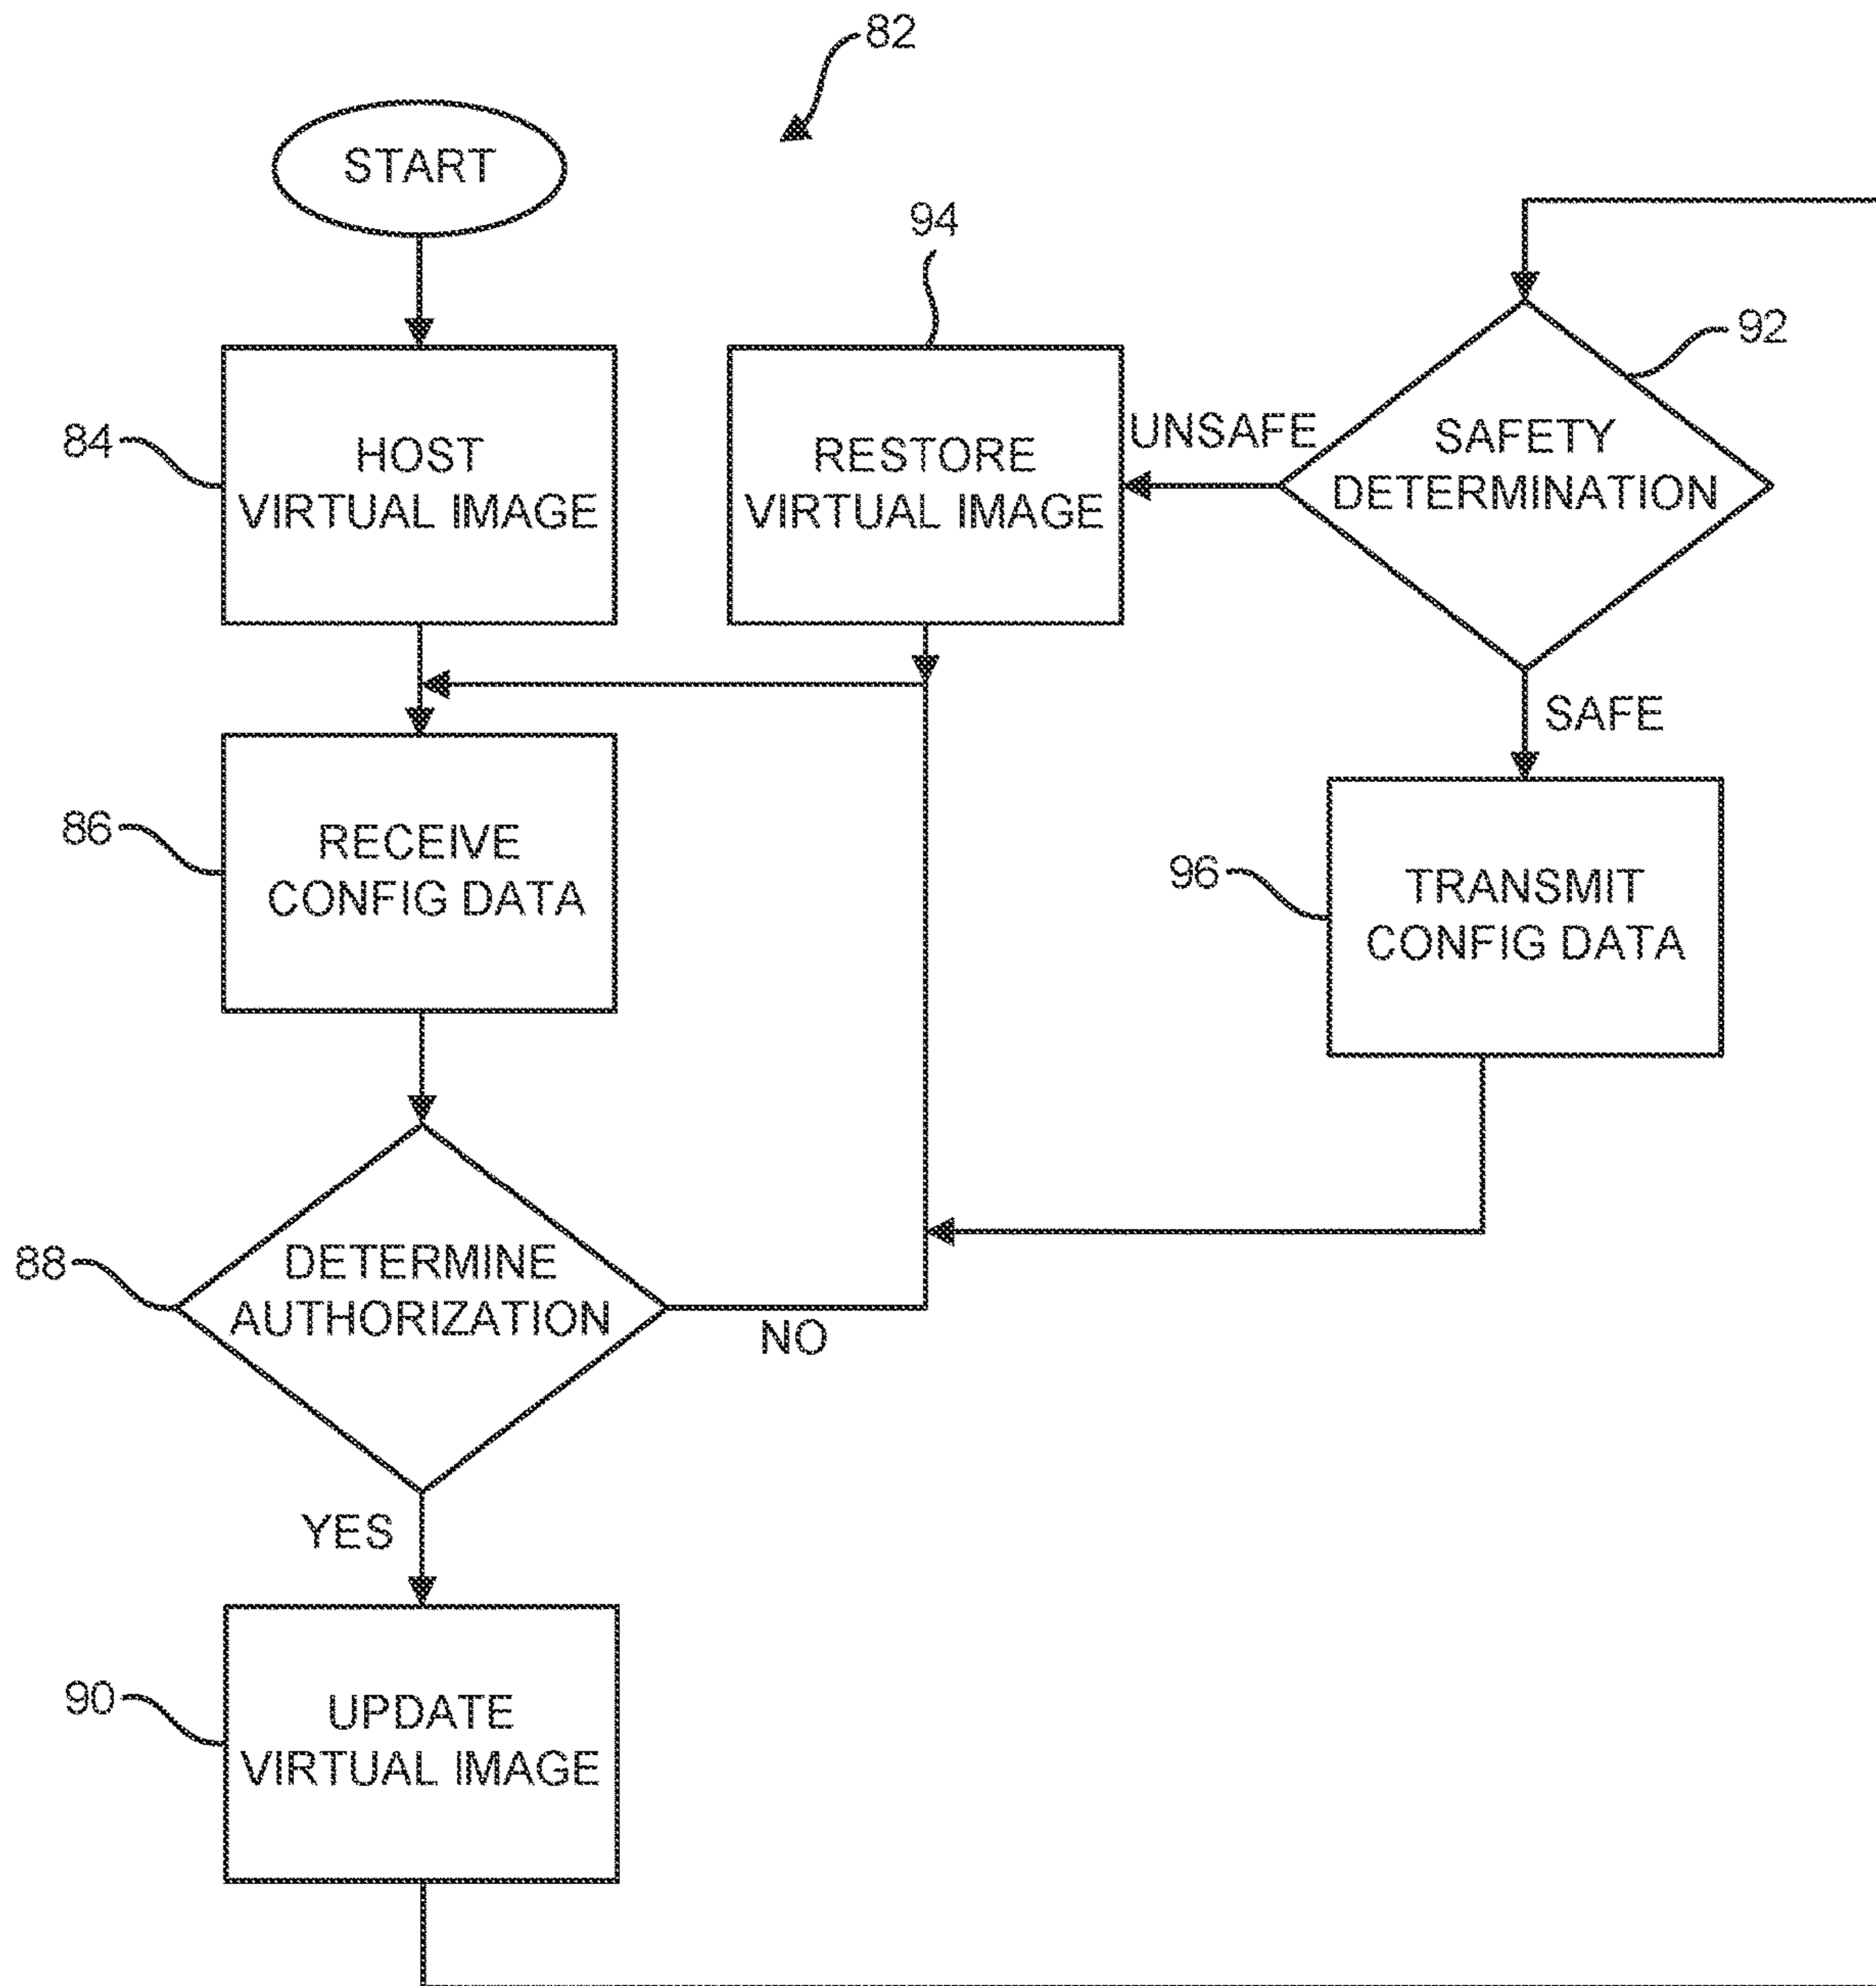 82
START
94
92
84
HOST
VIRTUAL IMAGE
RESTORE
VIRTUAL IMAGE
UNSAFE
SAFETY
DETERMINATION
SAFE
86
RECEIVE
CONFIG DATA
96
TRANSMIT
CONFIG DATA
88
DETERMINE
AUTHORIZATION
NO
YES
90
UPDATE
VIRTUAL IMAGE